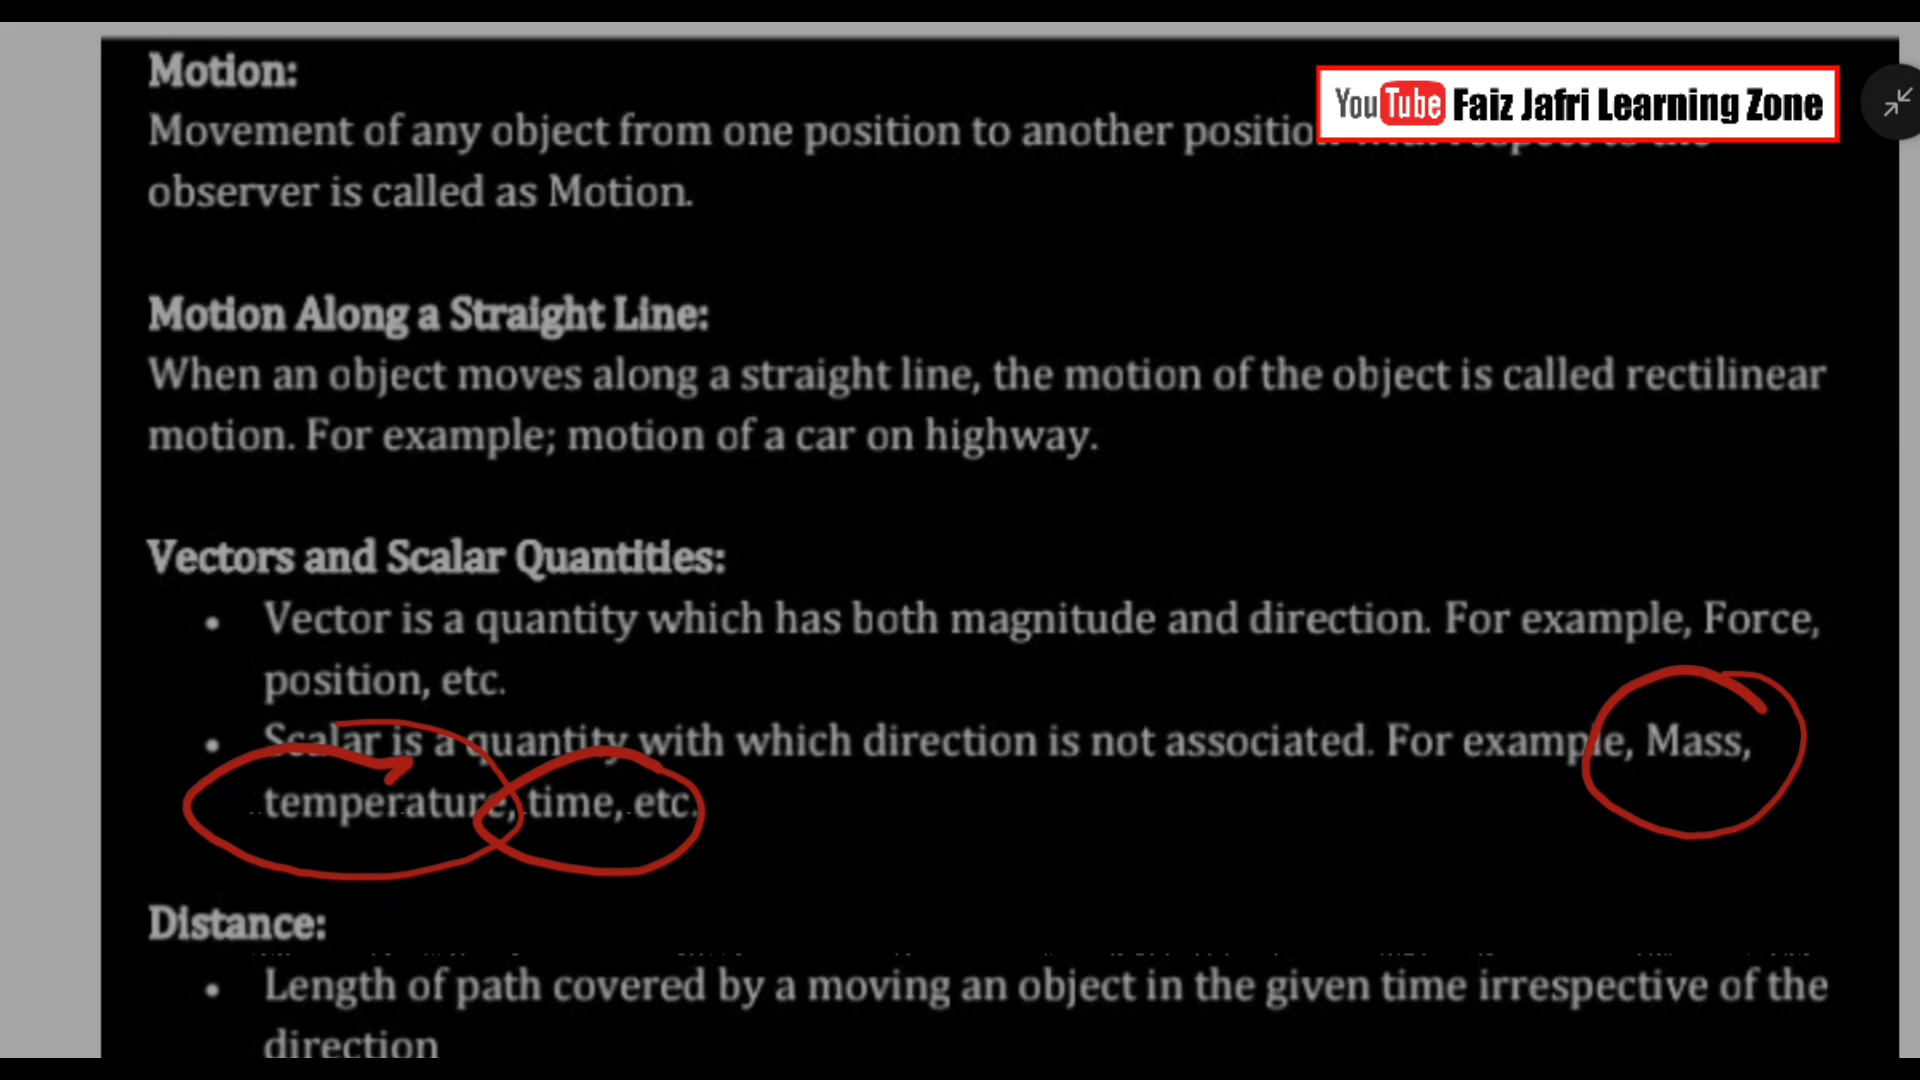 Motion:
YouTube Faiz Jafri Learning Zone
Movement of any object from one position to another position
observer is called as Motion.
Motion Along a Straight Line:
When an object moves along a straight line, the motion of the object is called rectilinear
motion. For example; motion of a car on highway.
Vectors and Scalar Quantities:
• Vector is a quantity which has both magnitude and direction. For example, Force,
position, etc.
• Scalar is a quantity with which direction is not associated. For example, Mass,
temperature, time, etc.
Distance:
• Length of path covered by a moving an object in the given time irrespective of the
direction